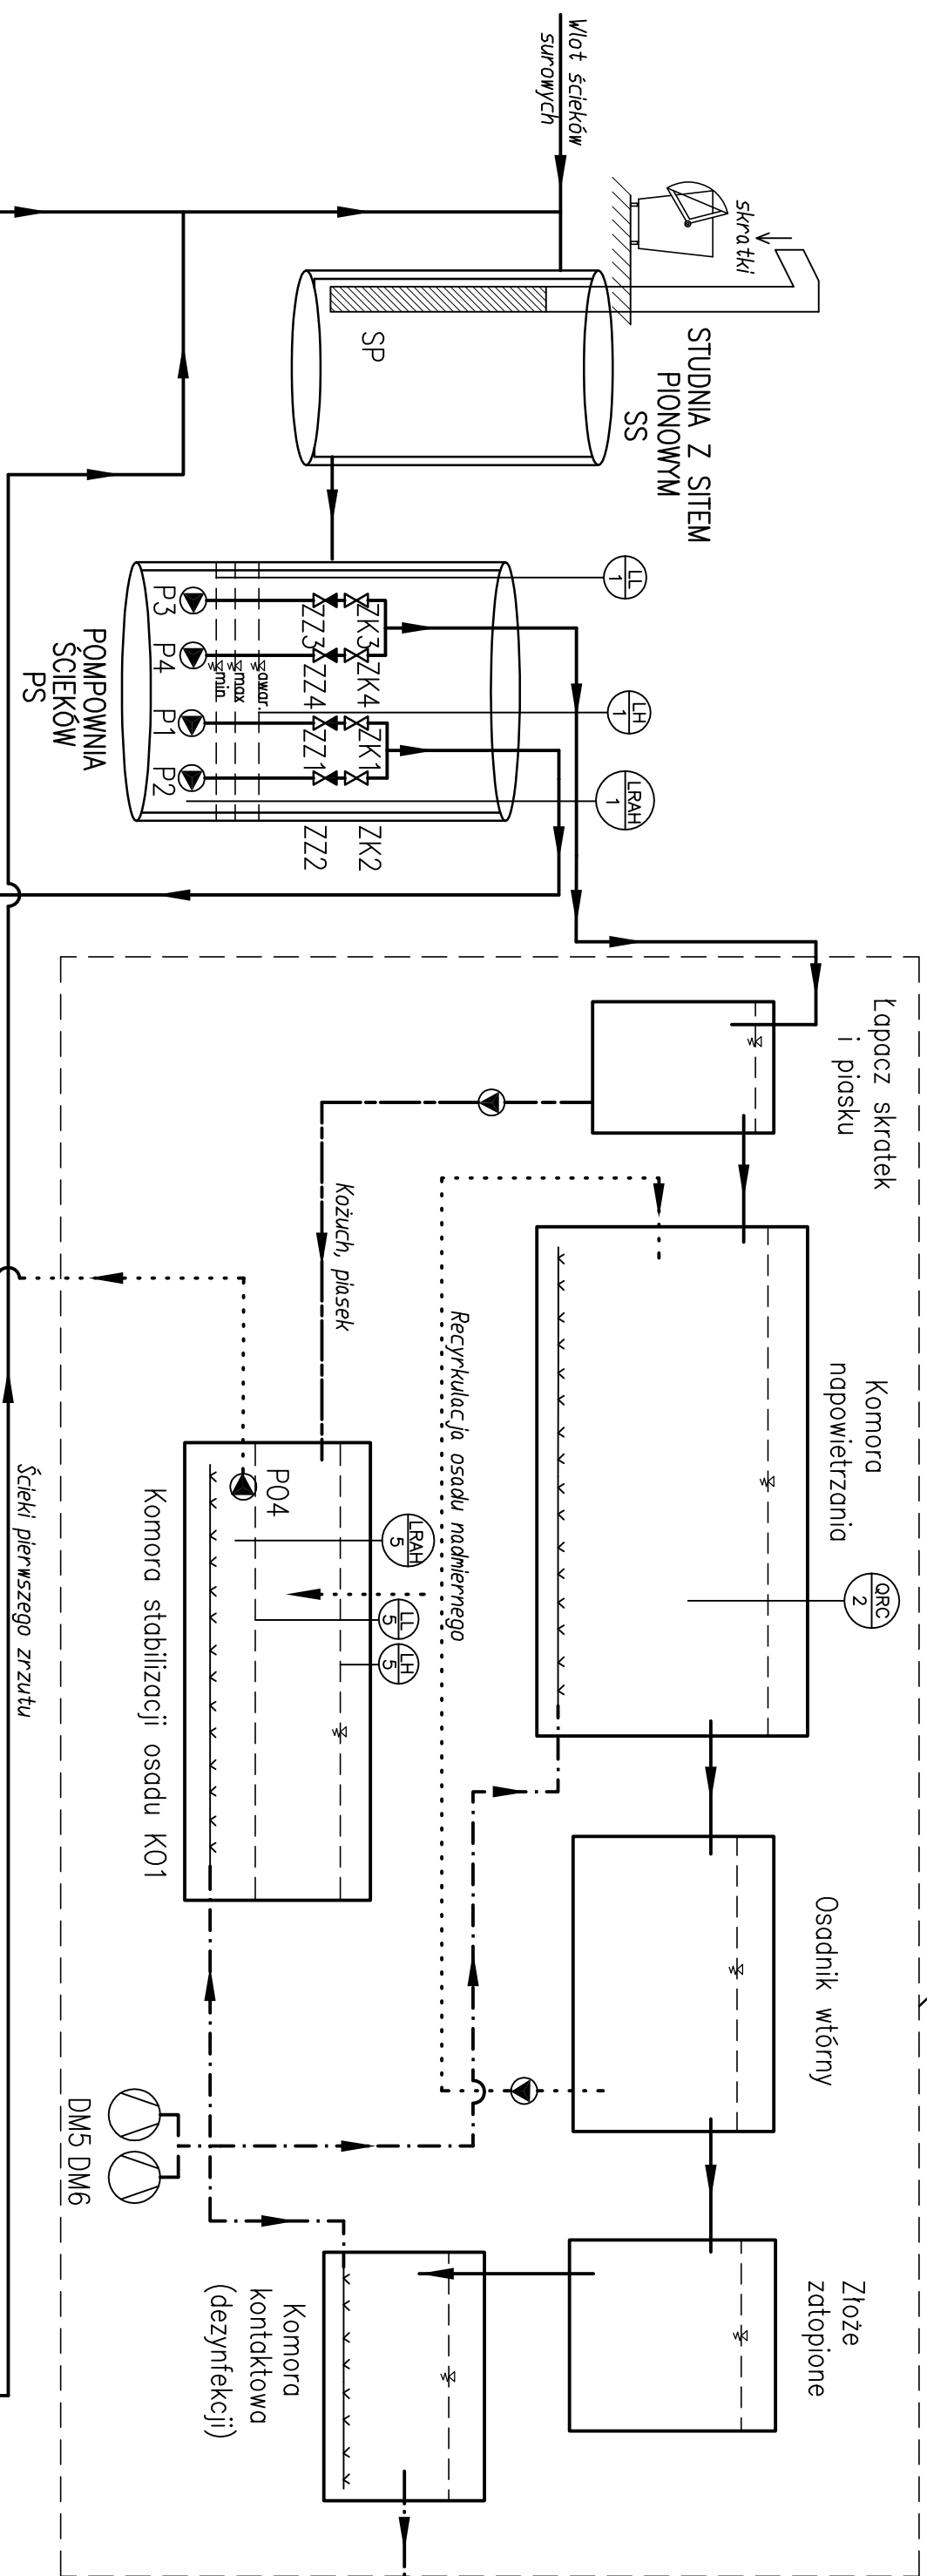 Wlot ścieków
surowych
skratki
STUDNIA Z SITEM
PIONOWYM
SS
SP
LL
1
LH
1
LRAH
1
ZK3
ZK4
ZK1
ZK2
ZZ3
ZZ4
ZZ1
ZZ2
awar.
max
min.
P3
P4
P1
P2
POMPOWNIA
ŚCIEKÓW
PS
Łapacz skratek
i piasku
Komora
napowietrzania
QRC
2
Osadnik wtórny
Złoże
zatopione
Recyrkulacja osadu nadmiernego
Kożuch, piasek
LRAH
5
LL
5
LH
5
P04
Komora stabilizacji osadu K01
Komora
kontaktowa
(dezynfekcji)
DM5 DM6
Ścieki pierwszego zrzutu